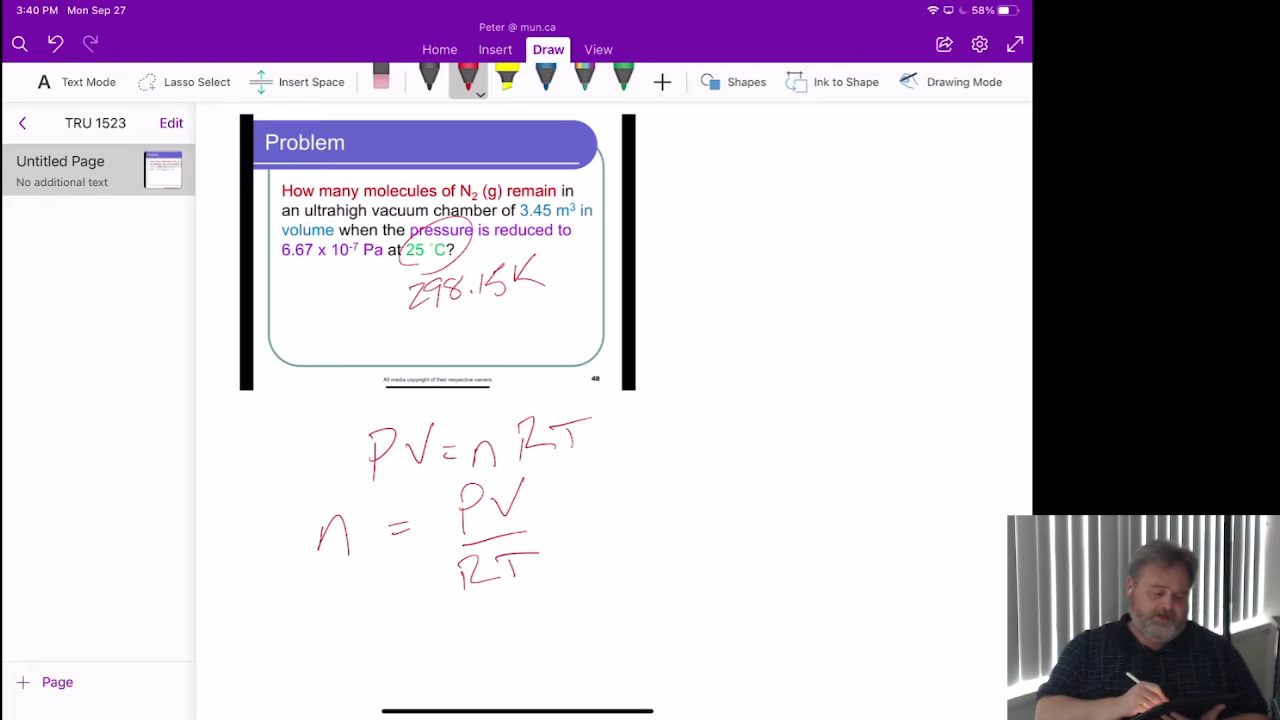 3:40 PM Mon Sep 27
58%
Peter @ mun.ca
Home Insert Draw View
Text Mode Lasso Select Insert Space Shapes Ink to Shape Drawing Mode
TRU 1523 Edit
Untitled Page
No additional text
Problem
How many molecules of N₂ (g) remain in
an ultrahigh vacuum chamber of 3.45 m³ in
volume when the pressure is reduced to
6.67 x 10⁻⁷ Pa at 25 ˚C?
298.15K
All media copyright of their respective owners
48
PV=nRT
n = PV
RT
Page